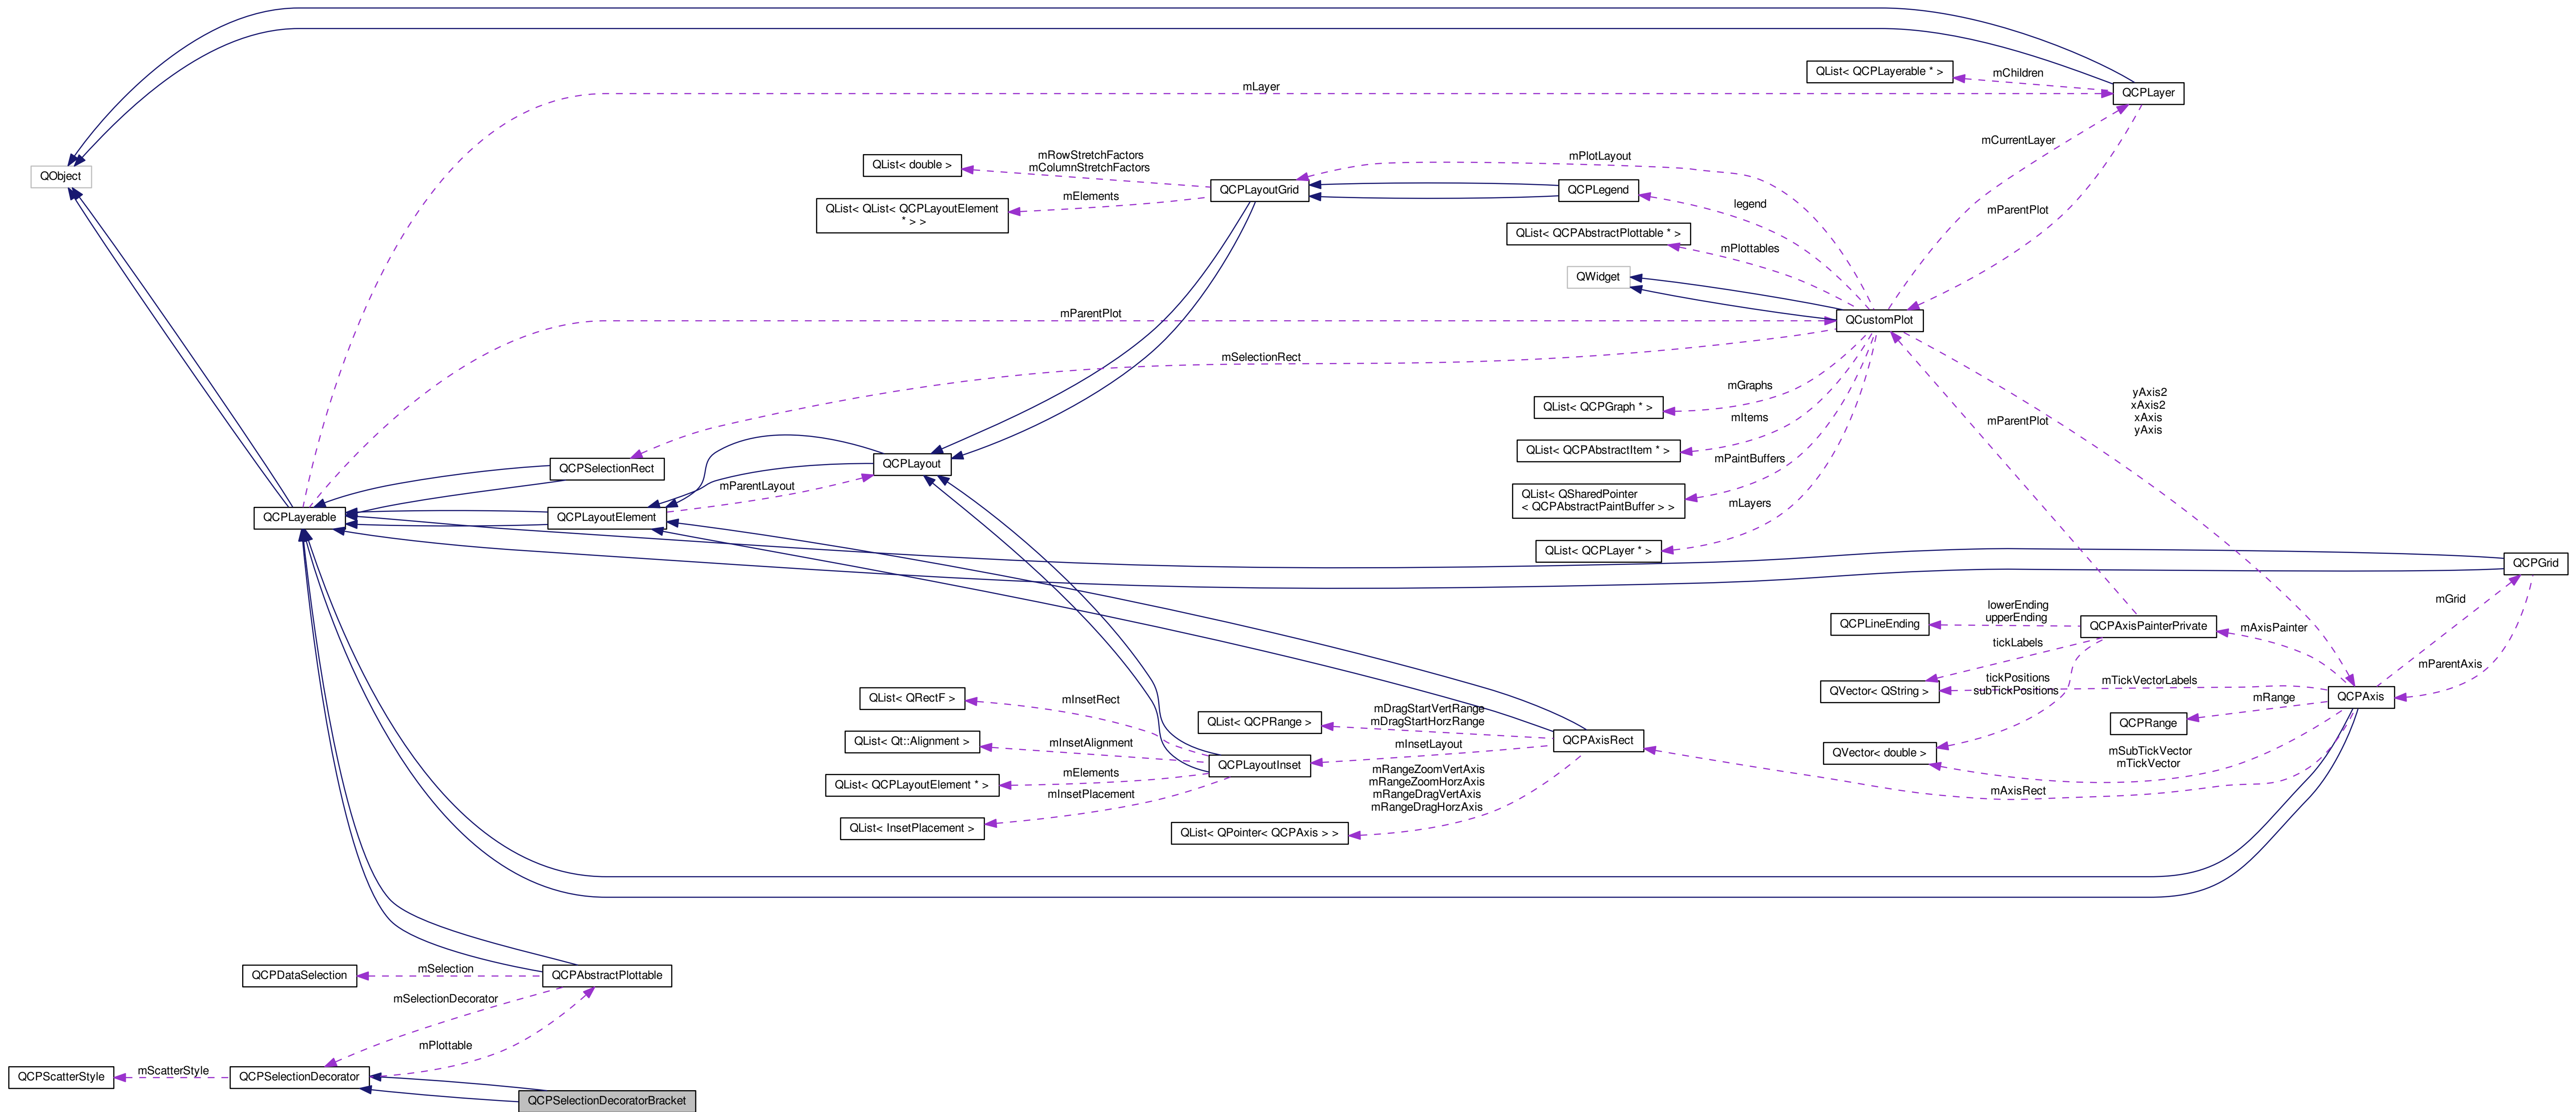 QList< QCPLayerable * >
mChildren
mLayer
QCPLayer
mCurrentLayer
QList< double >
mRowStretchFactors
mColumnStretchFactors
mPlotLayout
QObject
QCPLayoutGrid
QCPLegend
mElements
QList< QList< QCPLayoutElement
* > >
legend
mParentPlot
QList< QCPAbstractPlottable * >
mPlottables
QWidget
mParentPlot
QCustomPlot
mSelectionRect
mGraphs
QList< QCPGraph * >
yAxis2
xAxis2
xAxis
yAxis
mItems
mParentPlot
QList< QCPAbstractItem * >
mPaintBuffers
QCPSelectionRect
QCPLayout
mParentLayout
QList< QSharedPointer
< QCPAbstractPaintBuffer > >
mLayers
QCPLayerable
QCPLayoutElement
QList< QCPLayer * >
QCPGrid
mGrid
lowerEnding
upperEnding
QCPLineEnding
QCPAxisPainterPrivate
mAxisPainter
tickLabels
mParentAxis
tickPositions
subTickPositions
mTickVectorLabels
QVector< QString >
QCPAxis
mRange
QList< QRectF >
mInsetRect
QList< QCPRange >
mDragStartVertRange
mDragStartHorzRange
QCPRange
QList< Qt::Alignment >
mInsetAlignment
mInsetLayout
QCPAxisRect
QVector< double >
mSubTickVector
mTickVector
QCPLayoutInset
mElements
QList< QCPLayoutElement * >
mRangeZoomVertAxis
mRangeZoomHorzAxis
mRangeDragVertAxis
mRangeDragHorzAxis
mAxisRect
mInsetPlacement
QList< InsetPlacement >
QList< QPointer< QCPAxis > >
QCPDataSelection
mSelection
QCPAbstractPlottable
mSelectionDecorator
mPlottable
QCPScatterStyle
mScatterStyle
QCPSelectionDecorator
QCPSelectionDecoratorBracket